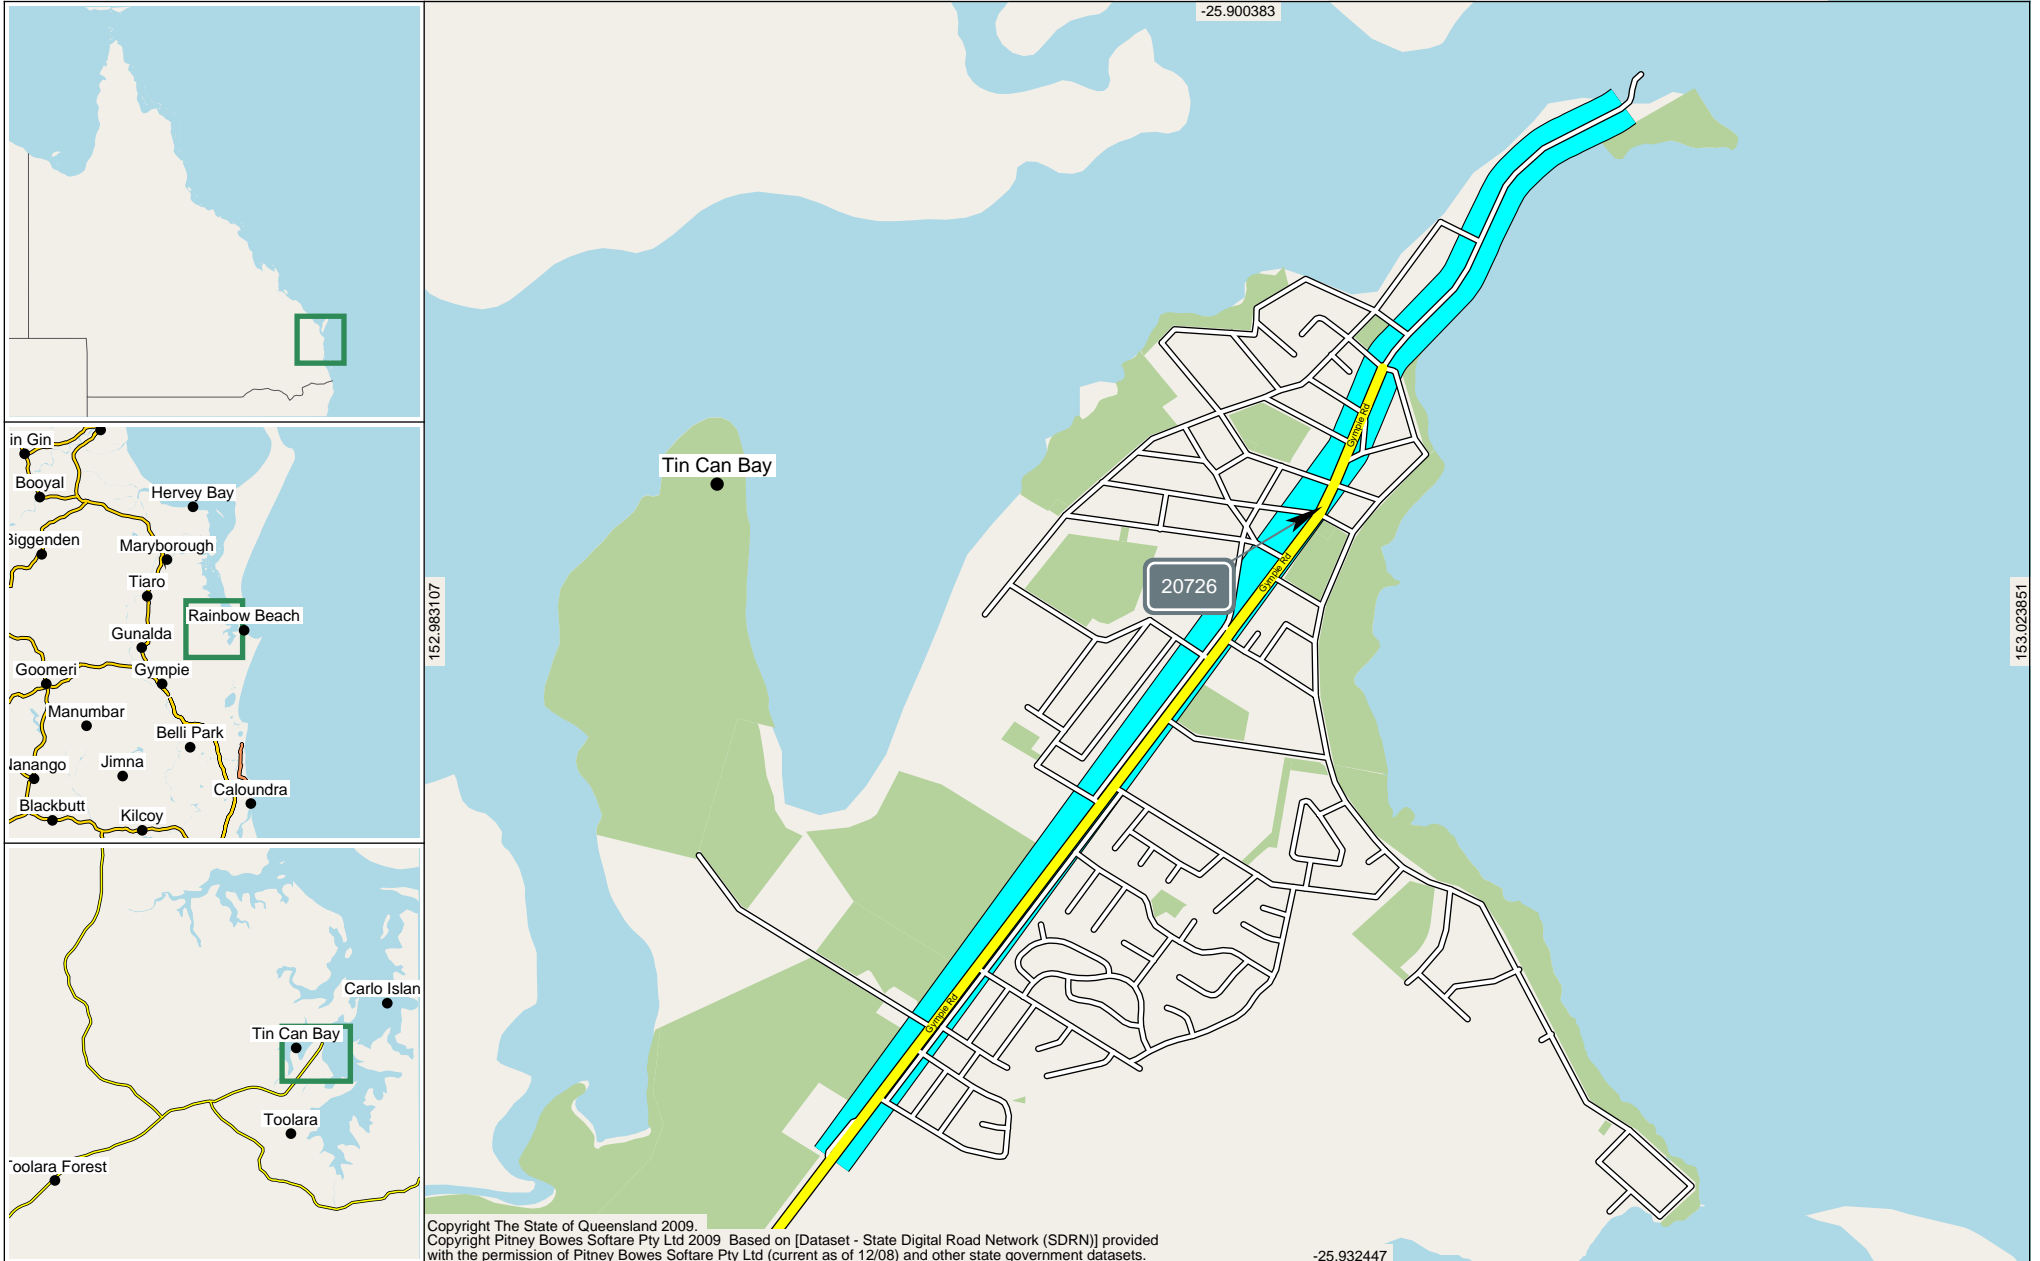 -25.900383
in Gin
Booyal
Hervey Bay
Biggenden
Maryborough
Tiaro
Rainbow Beach
Gunalda
Goomeri
Gympie
Manumbar
Belli Park
Nanango
Jimna
Caloundra
Blackbutt
Kilcoy
Carlo Islan
Tin Can Bay
Toolara
Toolara Forest
152.983107
Tin Can Bay
Gympie Rd
Gympie Rd
20726
Gympie Rd
153.023851
Copyright The State of Queensland 2009.
Copyright Pitney Bowes Softare Pty Ltd 2009 Based on [Dataset - State Digital Road Network (SDRN)] provided
with the permission of Pitney Bowes Softare Pty Ltd (current as of 12/08) and other state government datasets.
-25.932447